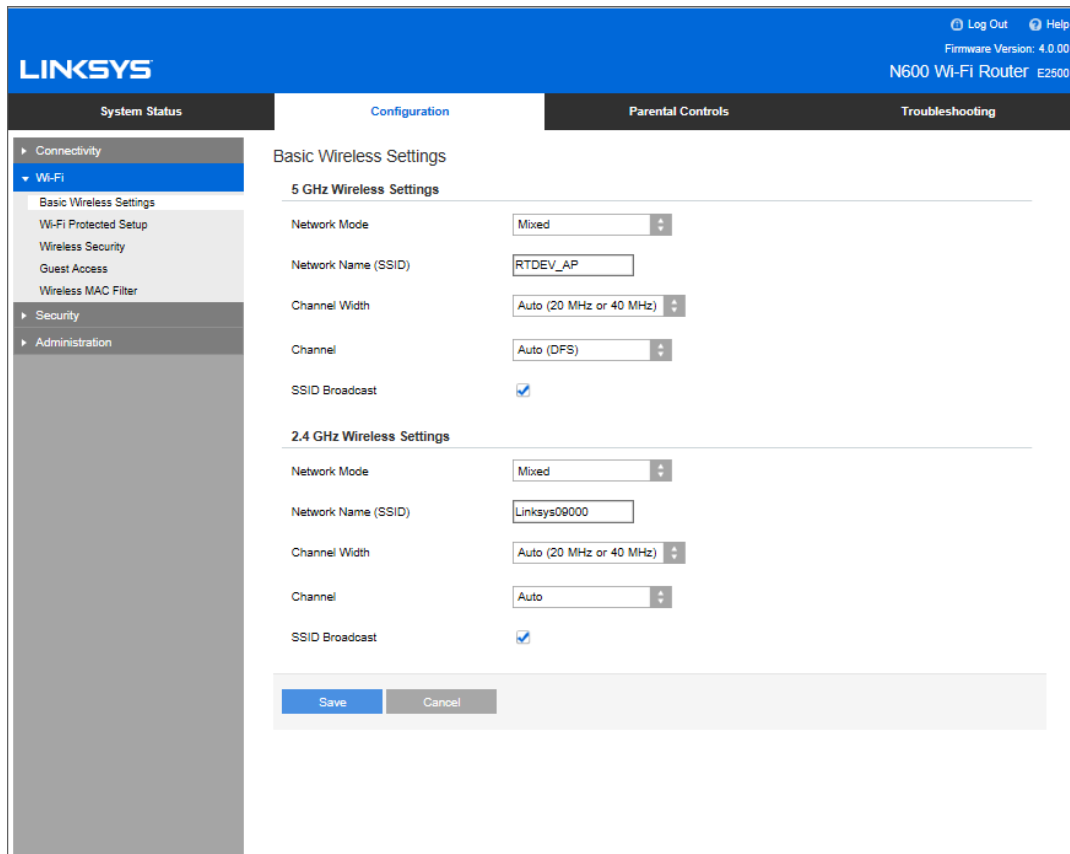 Log Out Help
Firmware Version: 4.0.00
LINKSYS
N600 Wi-Fi Router E2500
System Status Configuration Parental Controls Troubleshooting
Connectivity
Wi-Fi
Basic Wireless Settings
Wi-Fi Protected Setup
Wireless Security
Guest Access
Wireless MAC Filter
Security
Administration
Basic Wireless Settings
5 GHz Wireless Settings
Network Mode Mixed
Network Name (SSID) RTDEV_AP
Channel Width Auto (20 MHz or 40 MHz)
Channel Auto (DFS)
SSID Broadcast
2.4 GHz Wireless Settings
Network Mode Mixed
Network Name (SSID) Linksys09000
Channel Width Auto (20 MHz or 40 MHz)
Channel Auto
SSID Broadcast
Save Cancel